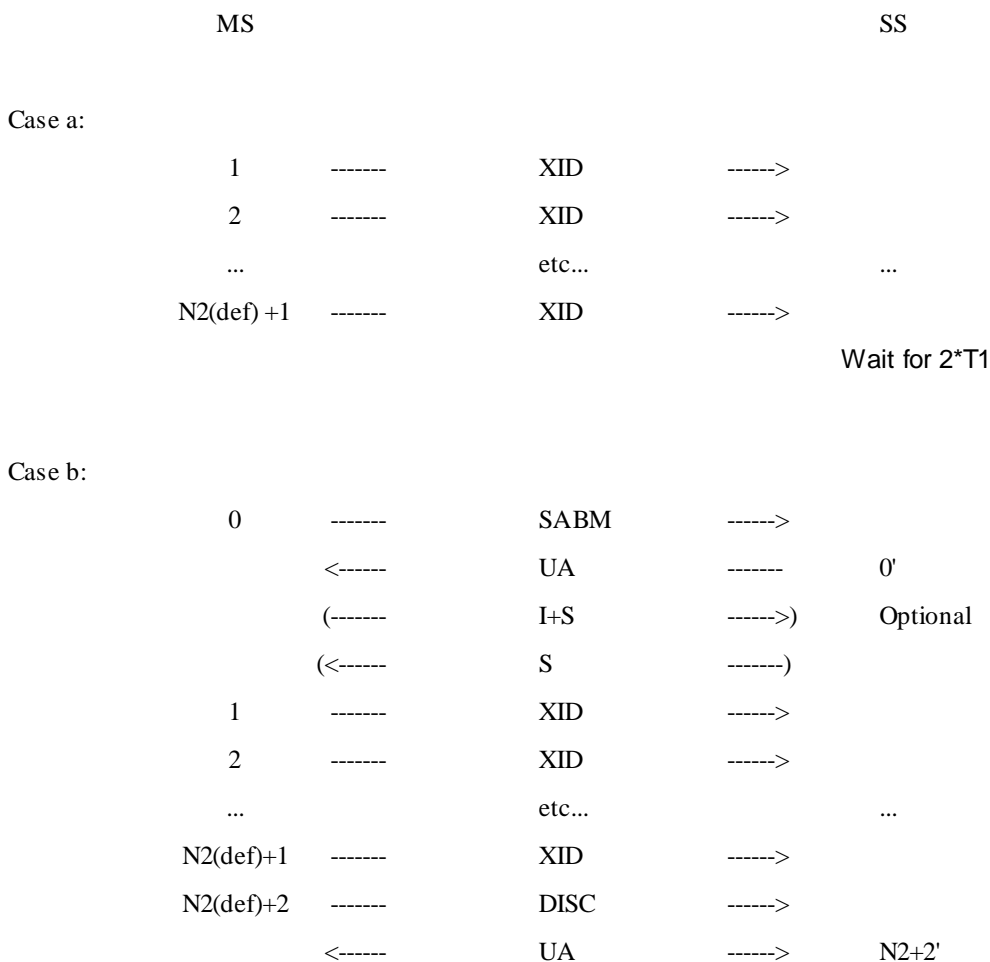 MS SS
Case a:
1 ------- XID ------>
2 ------- XID ------>
... etc... ...
N2(def) +1 ------- XID ------>
Wait for 2*T1
Case b:
0 ------- SABM ------>
<------ UA ------- 0'
(------- I+S ------>) Optional
(<------ S -------)
1 ------- XID ------>
2 ------- XID ------>
... etc... ...
N2(def)+1 ------- XID ------>
N2(def)+2 ------- DISC ------>
<------ UA ------> N2+2'